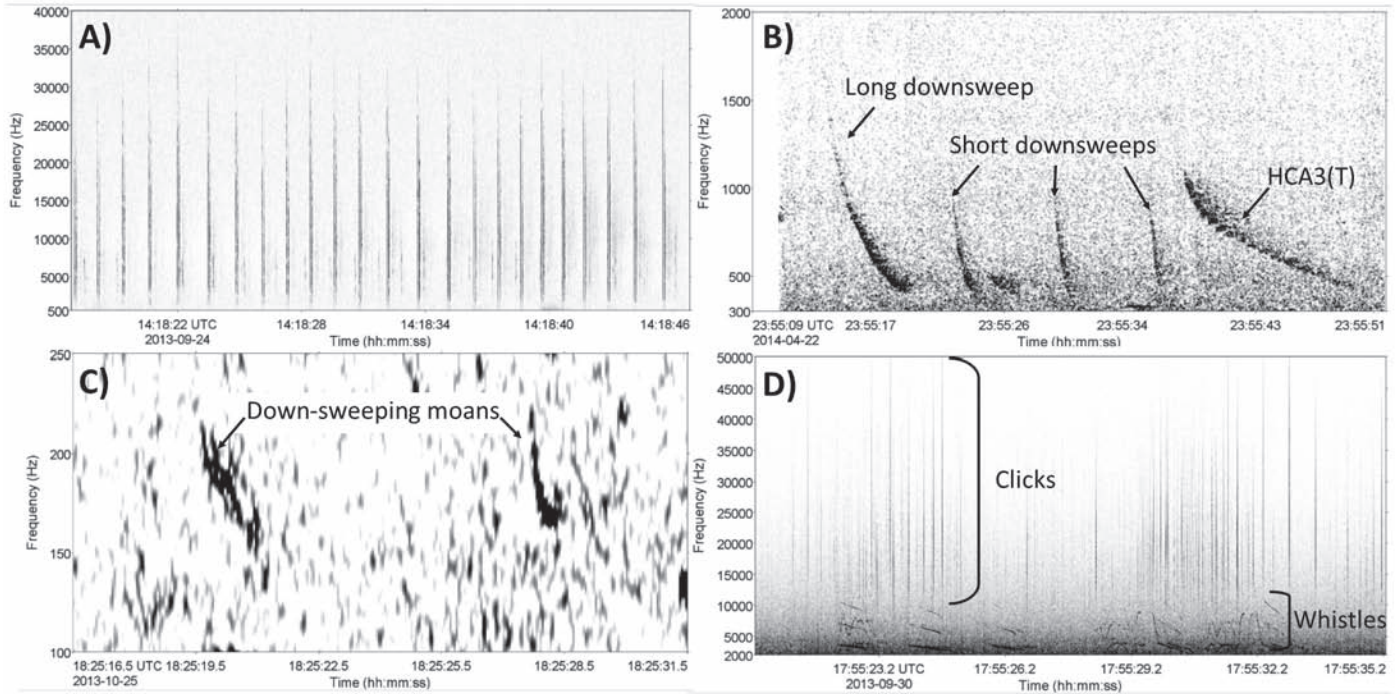 A)
40000
35000
30000
25000
20000
15000
10000
5000
500
Frequency (Hz)
14:18:22 UTC 14:18:28 14:18:34 14:18:40 14:18:46
2013-09-24 Time (hh:mm:ss)
B)
2000
1500
1000
500
300
Frequency (Hz)
Long downsweep
Short downsweeps
HCA3(T)
23:55:09 UTC 23:55:17 23:55:26 23:55:34 23:55:43 23:55:51
2014-04-22 Time (hh:mm:ss)
C)
250
200
150
100
Frequency (Hz)
Down-sweeping moans
18:25:16.5 UTC 18:25:19.5 18:25:22.5 18:25:25.5 18:25:28.5 18:25:31.5
2013-10-25 Time (hh:mm:ss)
D)
50000
45000
40000
35000
30000
25000
20000
15000
10000
5000
2000
Frequency (Hz)
Clicks
Whistles
17:55:23.2 UTC 17:55:26.2 17:55:29.2 17:55:32.2 17:55:35.2
2013-09-30 Time (hh:mm:ss)